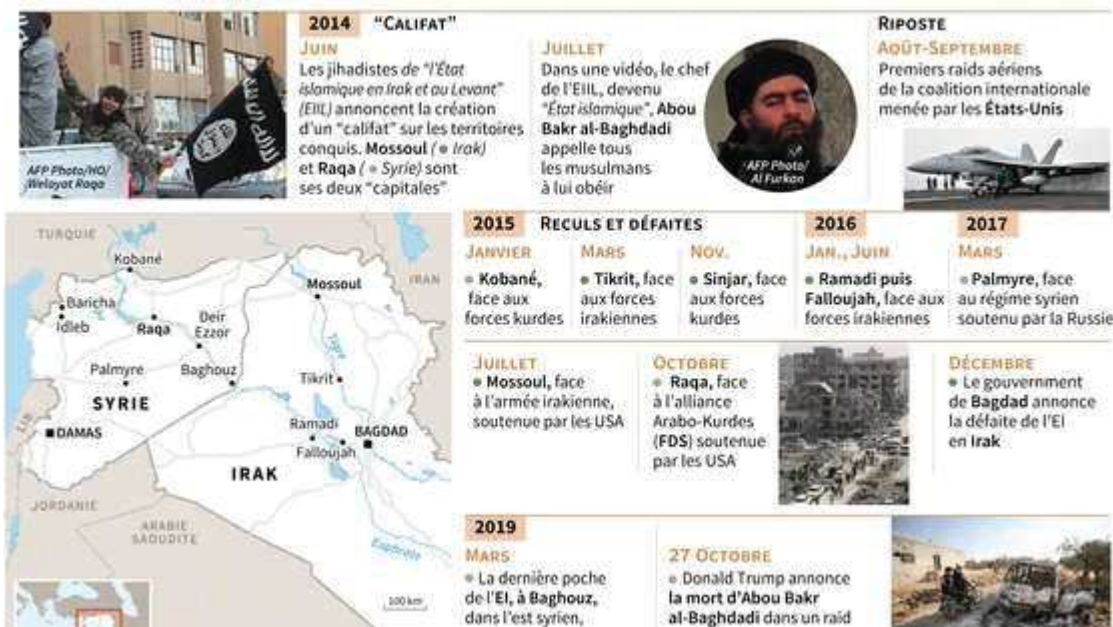 2014 "CALIFAT"
JUIN
Les jihadistes de "l'État
islamique en Irak et au Levant"
(EIIL) annoncent la création
d'un "califat" sur les territoires
conquis. Mossoul (● Irak)
et Raqa (● Syrie) sont
ses deux "capitales"
AFP Photo/HO/
Welayat Raqa
JUILLET
Dans une vidéo, le chef
de l'EIIL, devenu
"État islamique", Abou
Bakr al-Baghdadi
appelle tous
les musulmans
à lui obéir
AFP Photo/
Al Furkan
RIPOSTE
AOÛT-SEPTEMBRE
Premiers raids aériens
de la coalition internationale
menée par les États-Unis
TURQUIE
Kobané
Mossoul
IRAN
Baricha
Idleb
Raqa
Deir
Ezzor
Tigre
Palmyre
Baghouz
Tikrit
SYRIE
LIB.
DAMAS
Ramadi
BAGDAD
Falloujah
IRAK
JORDANIE
ARABIE
SAOUDITE
Euphrate
100 km
2015 RECULS ET DÉFAITES
JANVIER
● Kobané,
face aux
forces kurdes
MARS
● Tikrit, face
aux forces
irakiennes
NOV.
● Sinjar, face
aux forces
kurdes
2016
JAN., JUIN
● Ramadi puis
Falloujah, face aux
forces irakiennes
2017
MARS
● Palmyre, face
au régime syrien
soutenu par la Russie
JUILLET
● Mossoul, face
à l'armée irakienne,
soutenue par les USA
OCTOBRE
● Raqa, face
à l'alliance
Arabo-Kurdes
(FDS) soutenue
par les USA
DÉCEMBRE
● Le gouvernment
de Bagdad annonce
la défaite de l'EI
en Irak
2019
MARS
● La dernière poche
de l'EI, à Baghouz,
dans l'est syrien,
27 OCTOBRE
● Donald Trump annonce
la mort d'Abou Bakr
al-Baghdadi dans un raid